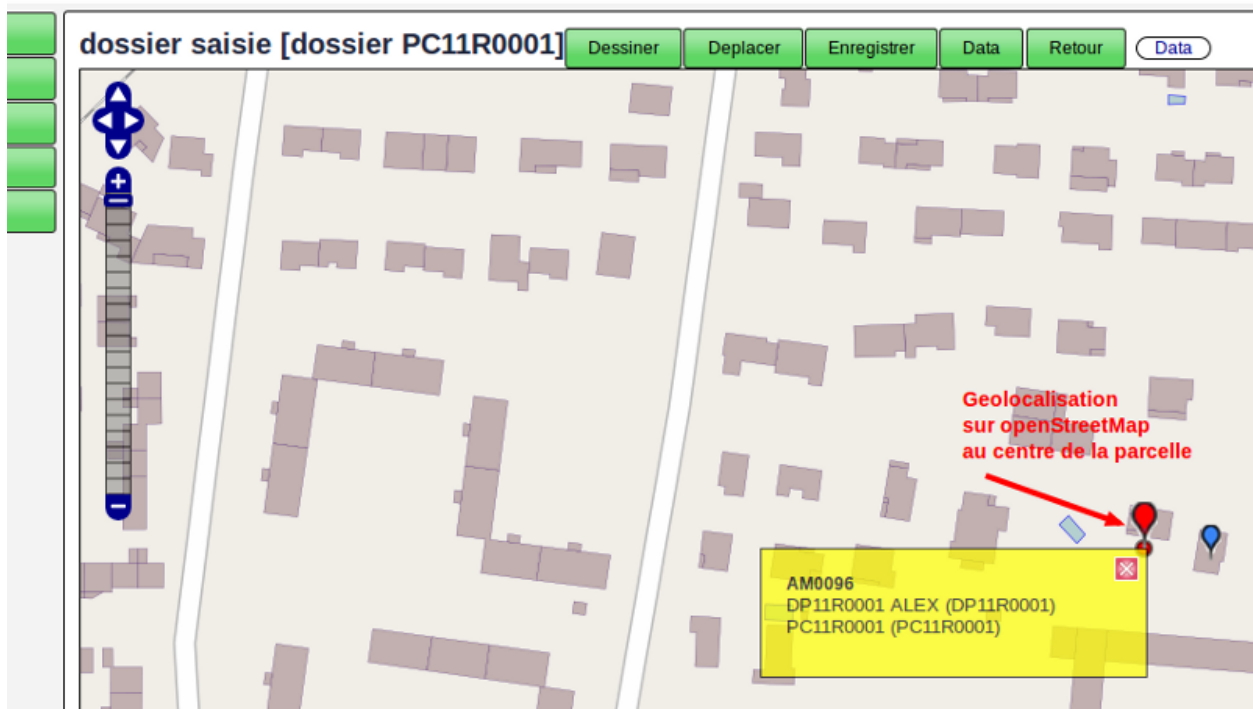 dossier saisie [dossier PC11R0001]
Dessiner
Deplacer
Enregistrer
Data
Retour
Data
Geolocalisation
sur openStreetMap
au centre de la parcelle
AM0096
DP11R0001 ALEX (DP11R0001)
PC11R0001 (PC11R0001)